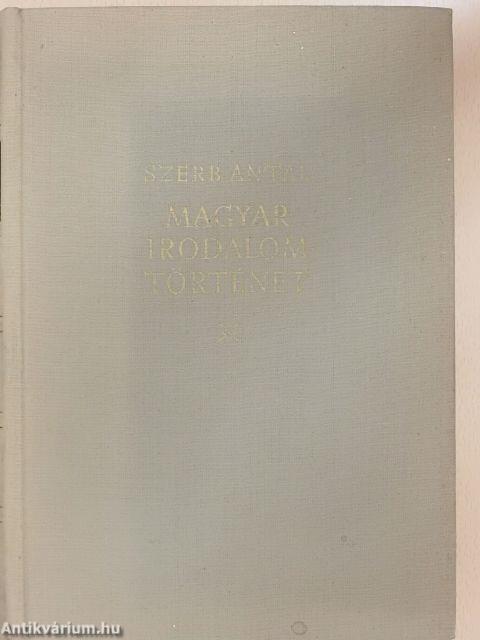 SZERB ANTAL
MAGYAR
IRODALOM
TÖRTÉNET
Antikvárium.hu